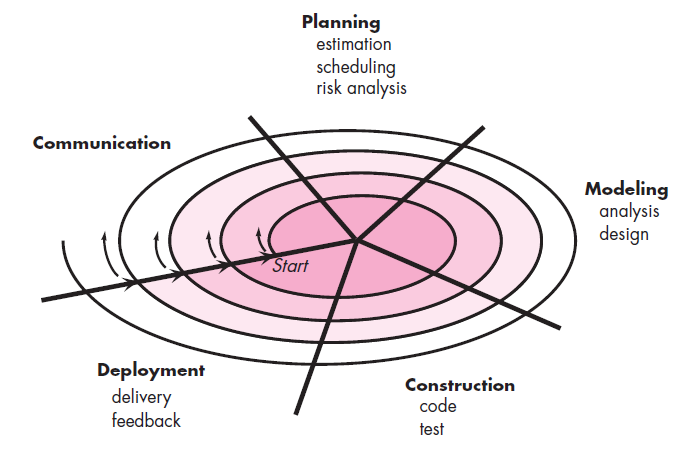 Planning
estimation
scheduling
risk analysis
Communication
Modeling
analysis
design
Start
Deployment
delivery
feedback
Construction
code
test